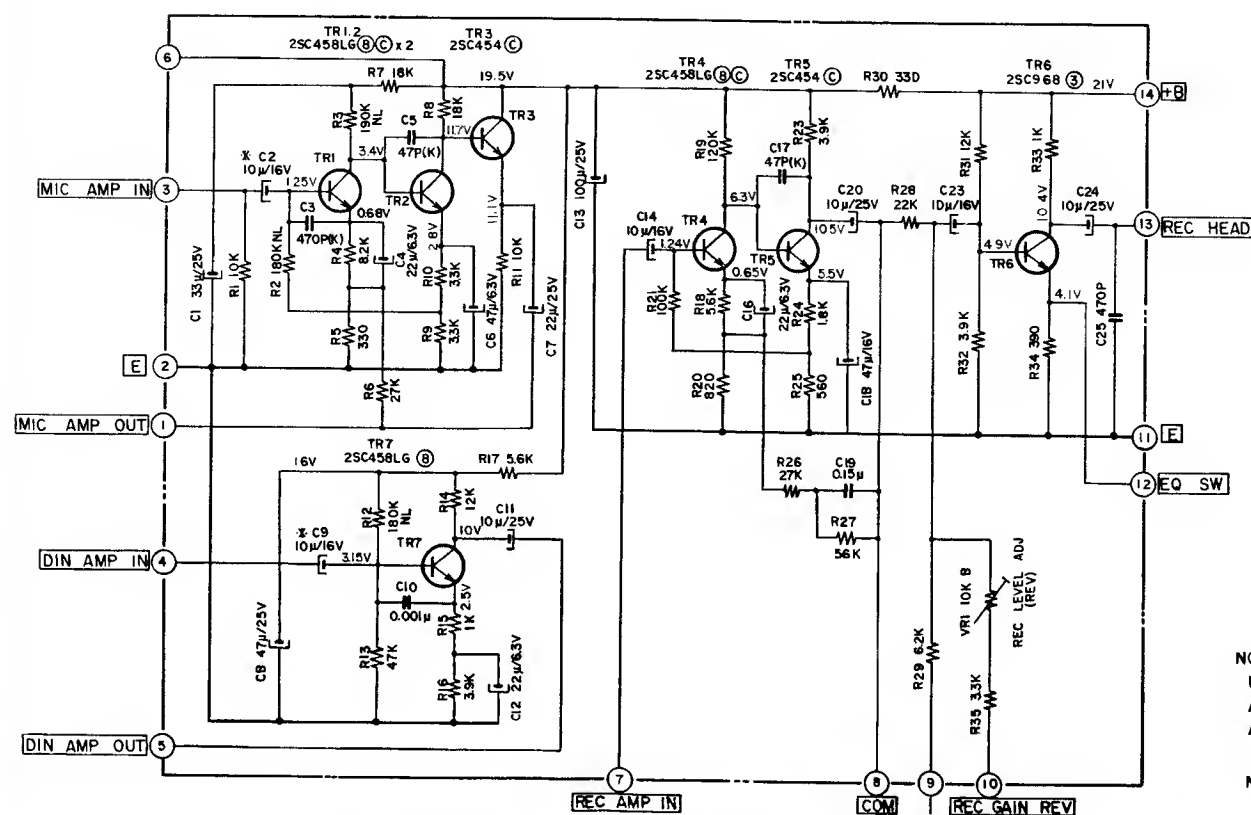 TR1.2
2SC458LG Ⓑ Ⓒ x 2
TR3
2SC454 Ⓒ
TR4
2SC458LG Ⓑ Ⓒ
TR5
2SC454 Ⓒ
TR6
2SC968 ③
6
R7 18K
19.5V
R30 33D
21V
14 +B
R3
190K
NL
C5
47P(K)
R8
18K
11.7V
TR3
R19
120K
C17
47P(K)
R23
3.9K
R31 12K
R33 1K
MIC AMP IN 3
※ C2
10μ/16V
1.25V
TR1
3.4V
TR2
C3
470P(K)
0.68V
11.1V
C13 100μ/25V
C14
10μ/16V
1.24V
TR4
6.3V
TR5
C20
10μ/25V
10.5V
R28
22K
C23
10μ/16V
4.9V
TR6
10.4V
C24
10μ/25V
13 REC HEAD
C1 33μ/25V
R1 10K
R2 180K NL
R4
8.2K
C4
22μ/6.3V
2.8V
R10
3.3K
R11 10K
C6 47μ/6.3V
C7 22μ/25V
R5
330
R9
3.3K
R6
27K
R21
100K
0.65V
R18
5.6K
C16
22μ/6.3V
5.5V
R24
1.8K
R20
820
R25
560
C18 47μ/16V
4.1V
R32 3.9K
R34 390
C25 470P
E 2
MIC AMP OUT 1
11 E
12 EQ SW
TR7
2SC458LG Ⓑ
16V
R17 5.6K
R26
27K
C19
0.15μ
R27
56K
R12
180K
NL
R14
12K
C11
10μ/25V
10V
DIN AMP IN 4
※ C9
10μ/16V
3.15V
TR7
C10
0.001μ
2.5V
R15
1K
C8 47μ/25V
R13
47K
R16
3.9K
C12 22μ/6.3V
R29 6.2K
VR1 10K B
REC LEVEL ADJ
(REV)
R35 3.3K
DIN AMP OUT 5
7
REC AMP IN
8
COM
9
10
REC GAIN REV